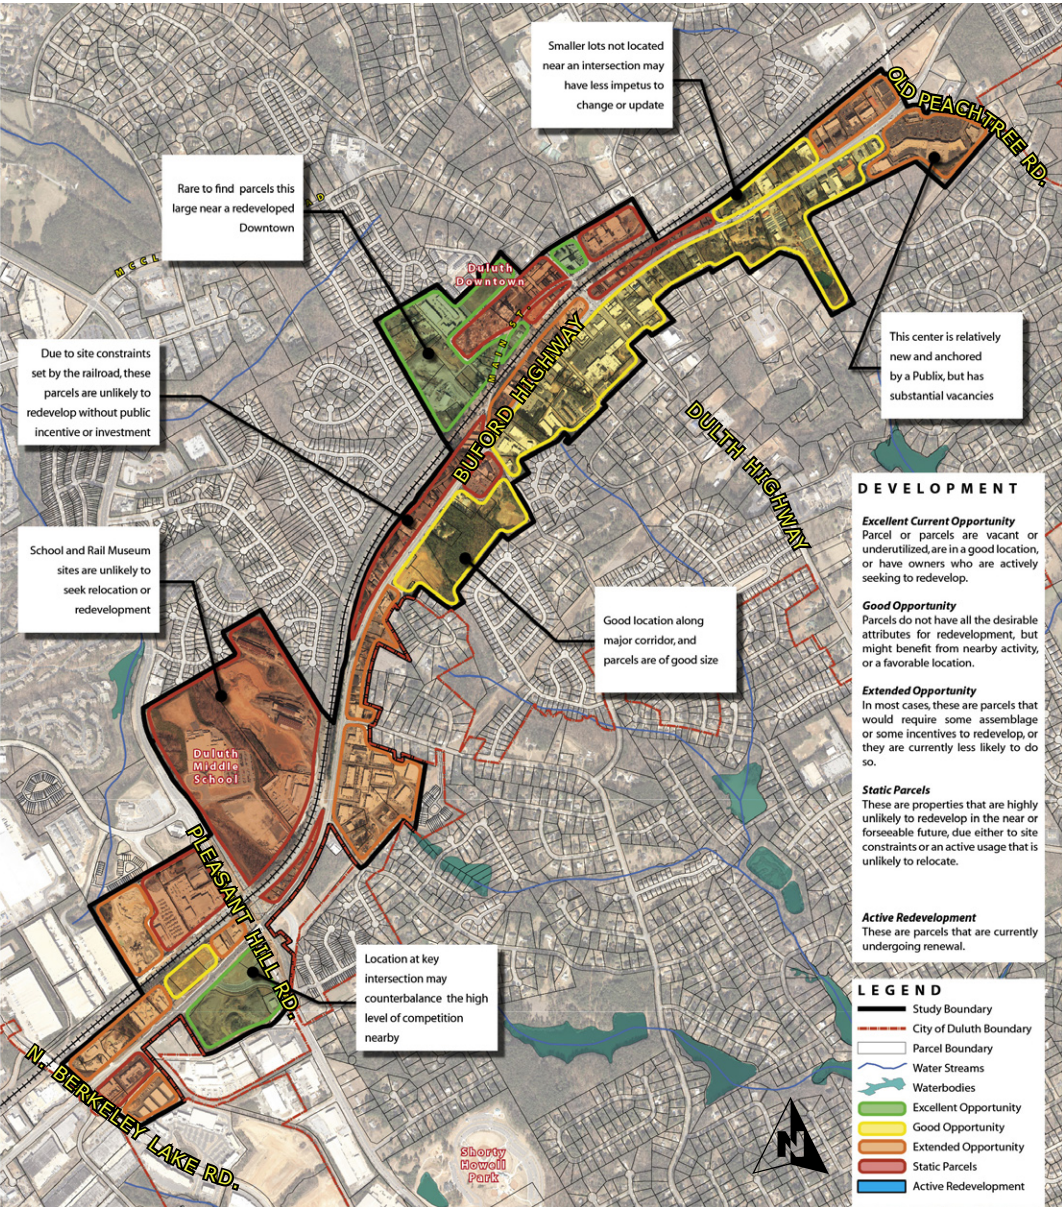 Smaller lots not located
near an intersection may
have less impetus to
change or update
OLD PEACHTREE RD.
Rare to find parcels this
large near a redeveloped
Downtown
MCCL
D
Duluth
Downtown
MAIN ST
BUFORD HIGHWAY
Due to site constraints
set by the railroad, these
parcels are unlikely to
redevelop without public
incentive or investment
This center is relatively
new and anchored
by a Publix, but has
substantial vacancies
DULTH HIGHWAY
School and Rail Museum
sites are unlikely to
seek relocation or
redevelopment
Good location along
major corridor, and
parcels are of good size
Duluth
Middle
School
PLEASANT HILL RD.
Location at key
intersection may
counterbalance the high
level of competition
nearby
N. BERKELEY LAKE RD.
Shorty
Howell
Park
N
DEVELOPMENT
Excellent Current Opportunity
Parcel or parcels are vacant or
underutilized, are in a good location,
or have owners who are actively
seeking to redevelop.
Good Opportunity
Parcels do not have all the desirable
attributes for redevelopment, but
might benefit from nearby activity,
or a favorable location.
Extended Opportunity
In most cases, these are parcels that
would require some assemblage
or some incentives to redevelop, or
they are currently less likely to do
so.
Static Parcels
These are properties that are highly
unlikely to redevelop in the near or
forseeable future, due either to site
constraints or an active usage that is
unlikely to relocate.
Active Redevelopment
These are parcels that are currently
undergoing renewal.
LEGEND
Study Boundary
City of Duluth Boundary
Parcel Boundary
Water Streams
Waterbodies
Excellent Opportunity
Good Opportunity
Extended Opportunity
Static Parcels
Active Redevelopment